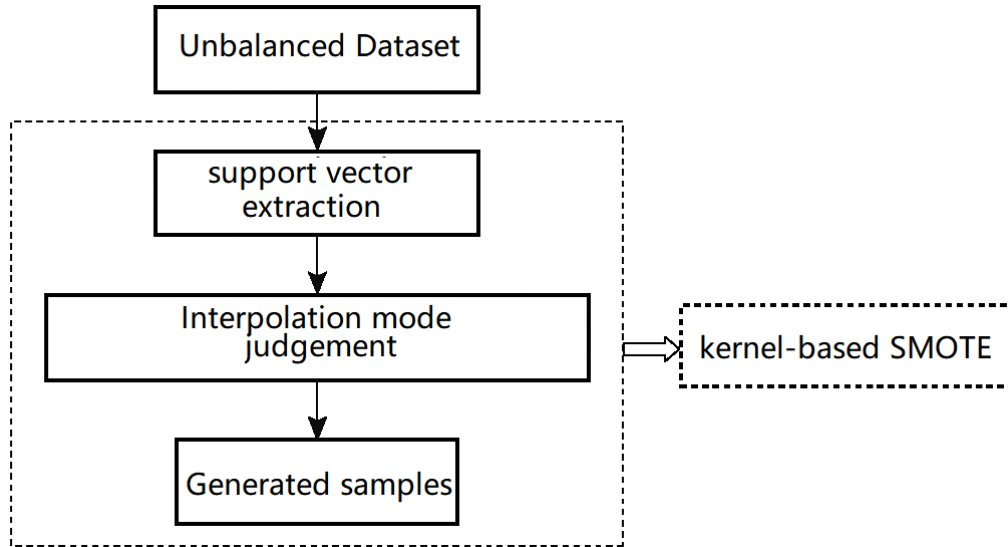 Unbalanced Dataset
support vector
extraction
Interpolation mode
judgement
kernel-based SMOTE
Generated samples